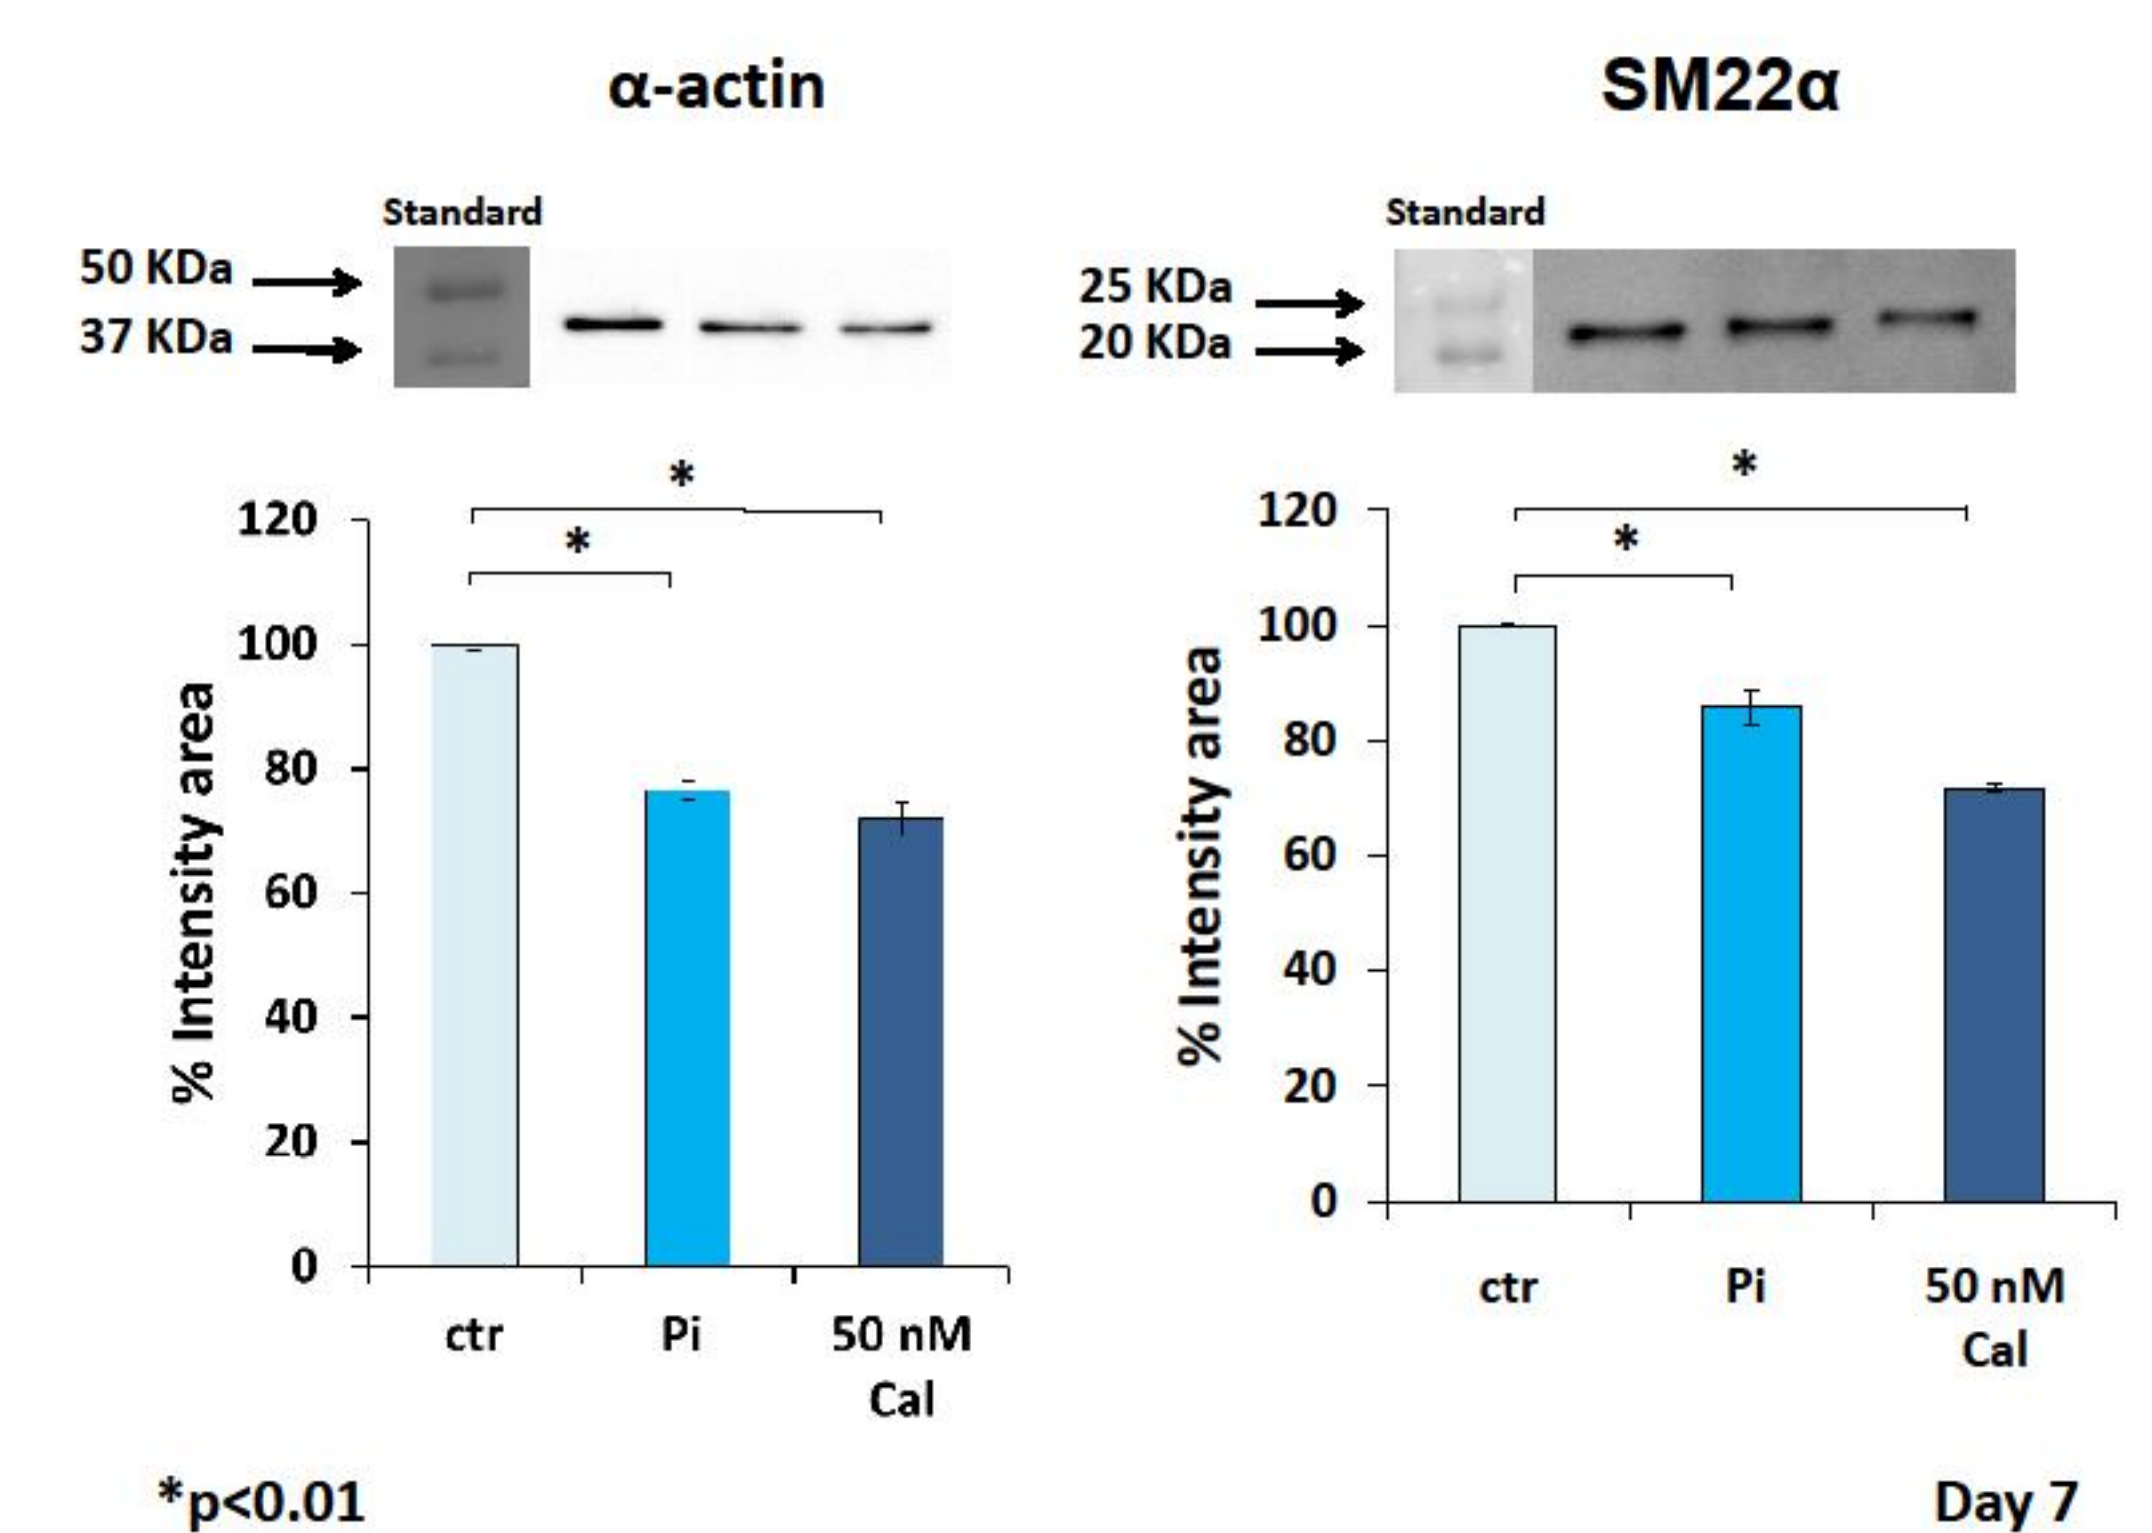 α-actin
SM22α
Standard
50 KDa
37 KDa
Standard
25 KDa
20 KDa
*
*
120
100
80
60
40
20
0
% Intensity area
ctr
Pi
50 nM
Cal
*
*
120
100
80
60
40
20
0
% Intensity area
ctr
Pi
50 nM
Cal
*p<0.01
Day 7